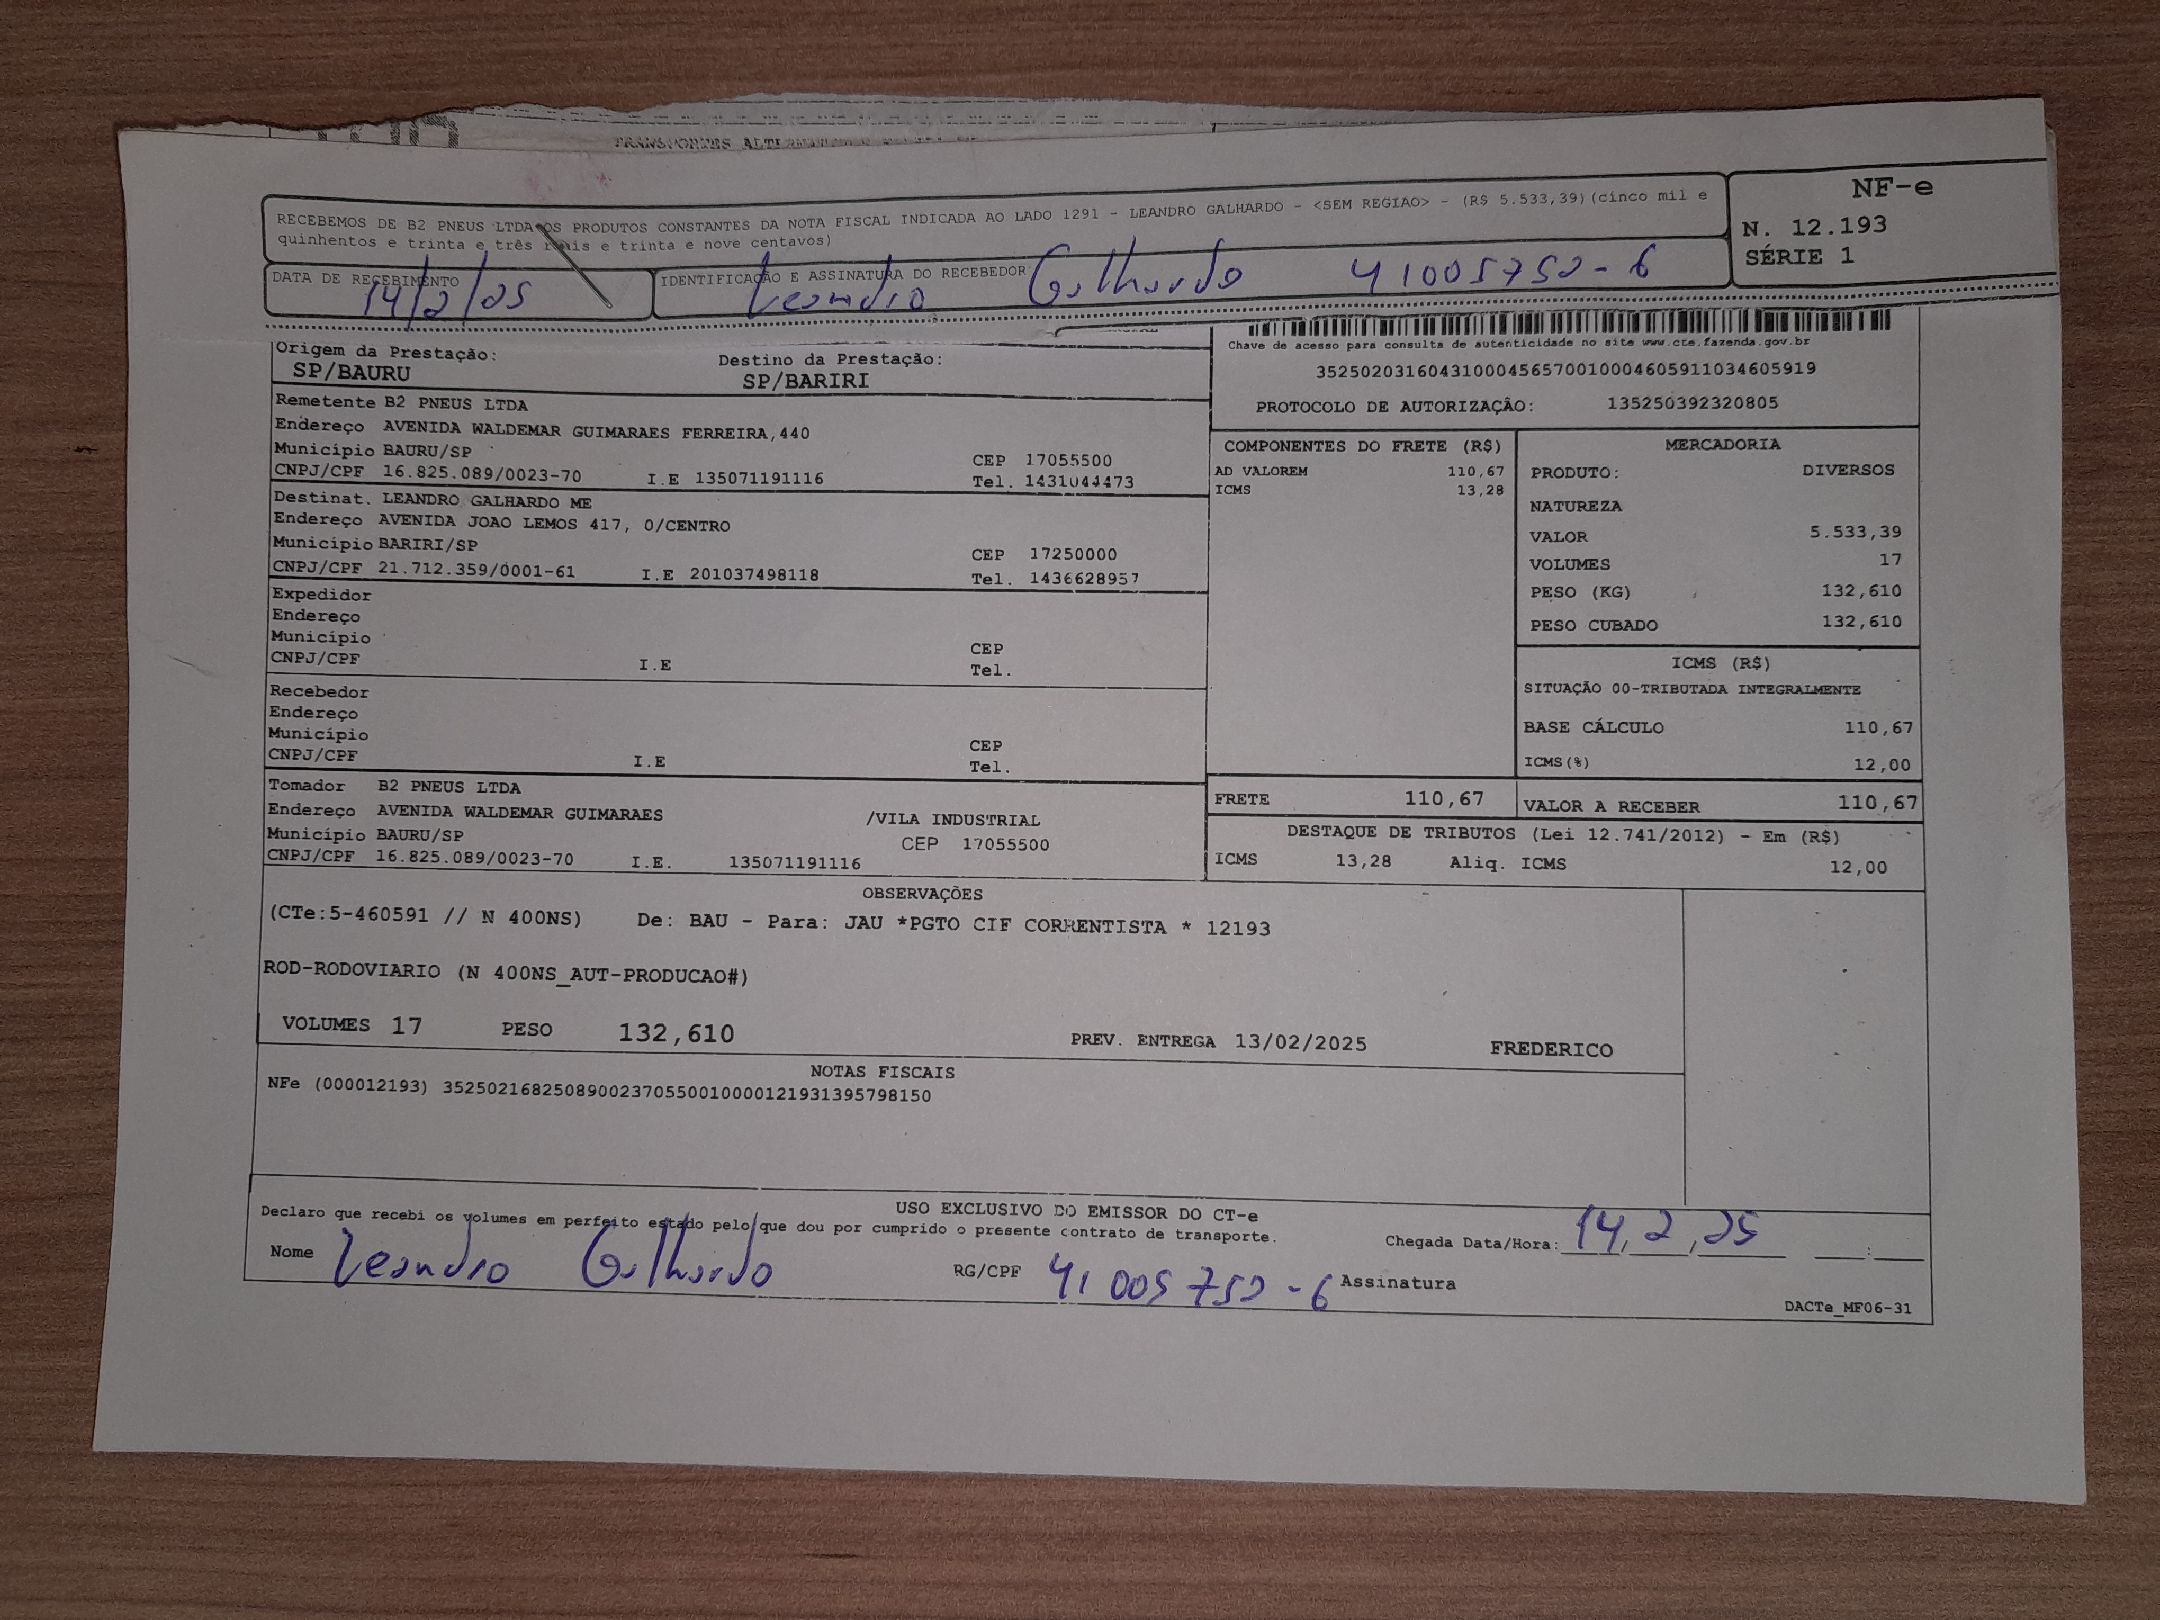 TRANSPORTES
RECEBEMOS DE B2 PNEUS LTDA OS PRODUTOS CONSTANTES DA NOTA FISCAL INDICADA AO LADO 1291 - LEANDRO GALHARDO - <SEM REGIAO> - (R$ 5.533,39)(cinco mil e
quinhentos e trinta e três reais e trinta e nove centavos)
NF-e
N. 12.193
SÉRIE 1
DATA DE RECEBIMENTO
14/2/25
IDENTIFICAÇÃO E ASSINATURA DO RECEBEDOR
Leandro Galhardo 41005750-6
Chave de acesso para consulta de autenticidade no site www.cte.fazenda.gov.br
35250203160431000456570010004605911034605919
PROTOCOLO DE AUTORIZAÇÃO: 135250392320805
Origem da Prestação: Destino da Prestação:
SP/BAURU SP/BARIRI
Remetente B2 PNEUS LTDA
Endereço AVENIDA WALDEMAR GUIMARAES FERREIRA,440
Município BAURU/SP CEP 17055500
CNPJ/CPF 16.825.089/0023-70 I.E 135071191116 Tel. 1431044473
Destinat. LEANDRO GALHARDO ME
Endereço AVENIDA JOAO LEMOS 417, 0/CENTRO
Município BARIRI/SP CEP 17250000
CNPJ/CPF 21.712.359/0001-61 I.E 201037498118 Tel. 1436628957
Expedidor
Endereço
Município CEP
CNPJ/CPF I.E Tel.
Recebedor
Endereço
Município CEP
CNPJ/CPF I.E Tel.
Tomador B2 PNEUS LTDA
Endereço AVENIDA WALDEMAR GUIMARAES /VILA INDUSTRIAL
Município BAURU/SP CEP 17055500
CNPJ/CPF 16.825.089/0023-70 I.E. 135071191116
COMPONENTES DO FRETE (R$)
AD VALOREM 110,67
ICMS 13,28
MERCADORIA
PRODUTO: DIVERSOS
NATUREZA
VALOR 5.533,39
VOLUMES 17
PESO (KG) 132,610
PESO CUBADO 132,610
ICMS (R$)
SITUAÇÃO 00-TRIBUTADA INTEGRALMENTE
BASE CÁLCULO 110,67
ICMS(%) 12,00
FRETE 110,67 VALOR A RECEBER 110,67
DESTAQUE DE TRIBUTOS (Lei 12.741/2012) - Em (R$)
ICMS 13,28 Aliq. ICMS 12,00
OBSERVAÇÕES
(CTe:5-460591 // N 400NS) De: BAU - Para: JAU *PGTO CIF CORRENTISTA * 12193
ROD-RODOVIARIO (N 400NS_AUT-PRODUCAO#)
VOLUMES 17 PESO 132,610 PREV. ENTREGA 13/02/2025 FREDERICO
NOTAS FISCAIS
NFe (000012193) 35250216825089002370550010000121931395798150
USO EXCLUSIVO DO EMISSOR DO CT-e
Declaro que recebi os volumes em perfeito estado pelo que dou por cumprido o presente contrato de transporte.
Chegada Data/Hora: 14,2,25 :
Nome Leandro Galhardo RG/CPF 41 005 750-6 Assinatura
DACTe_MF06-31